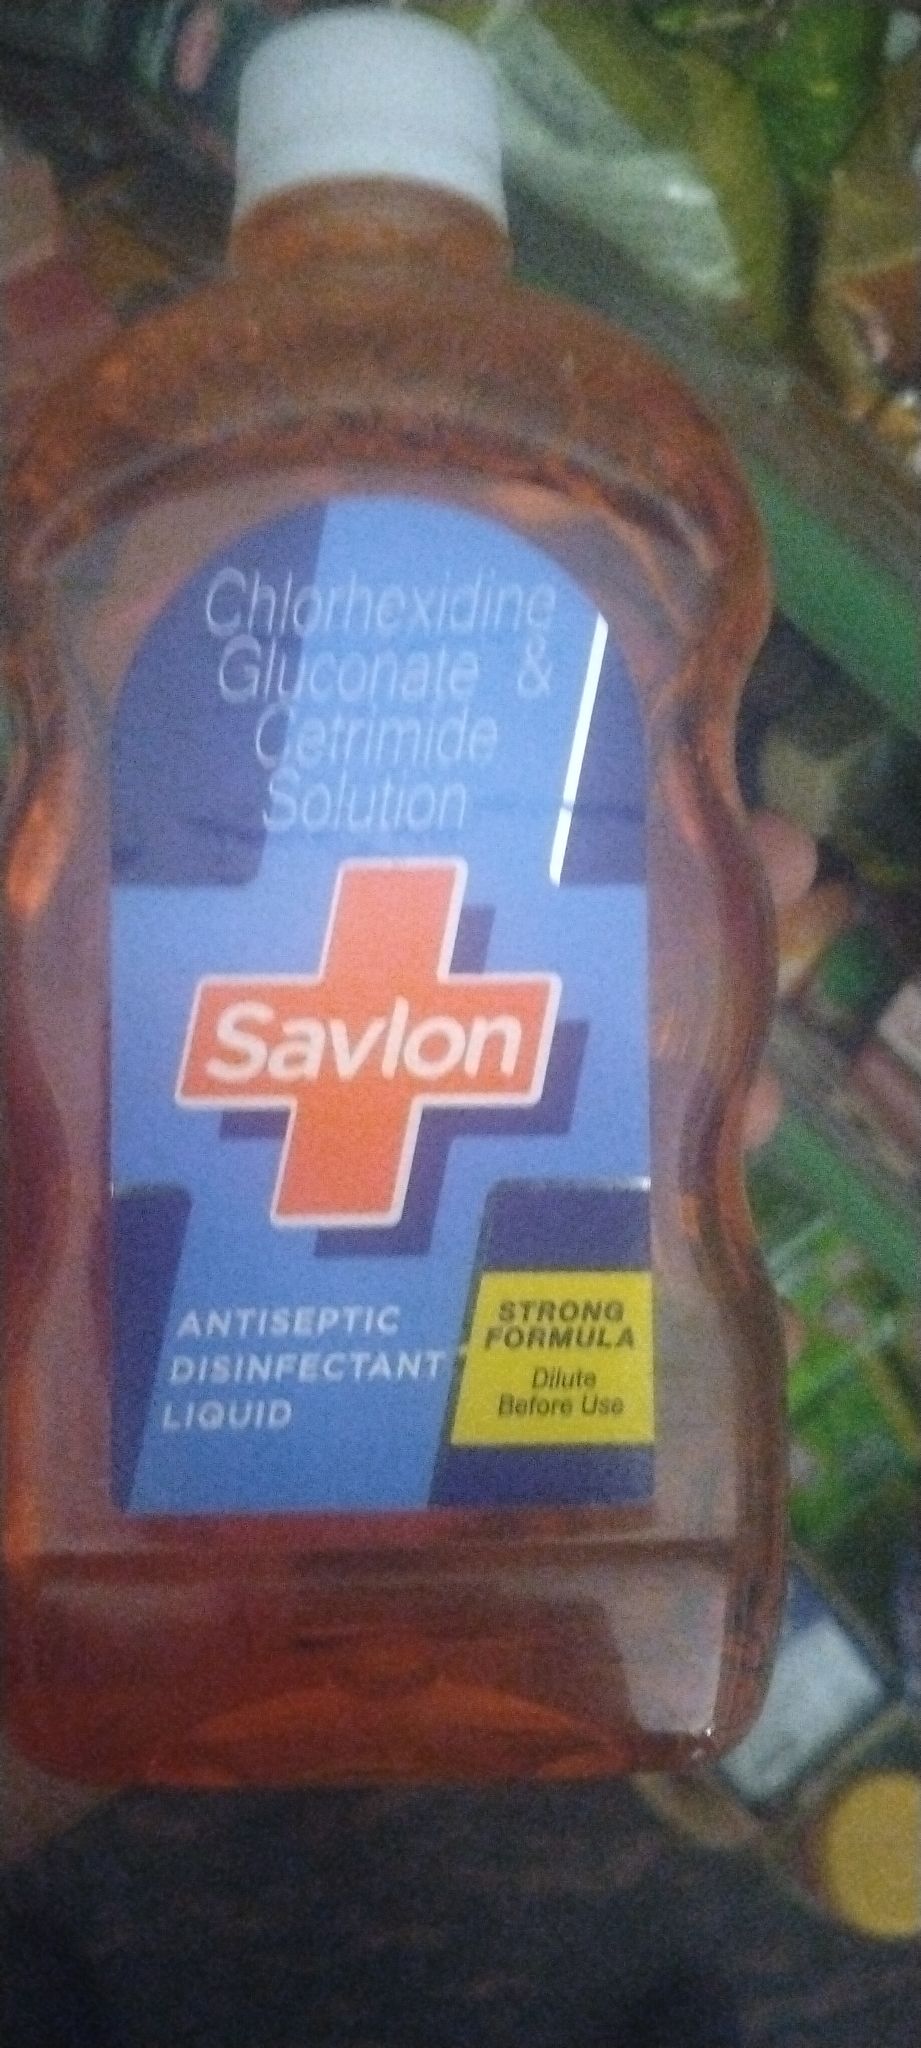 Chlorhexidine
Gluconate &
Cetrimide
Solution
Savlon
ANTISEPTIC
DISINFECTANT
LIQUID
STRONG
FORMULA
Dilute
Before Use